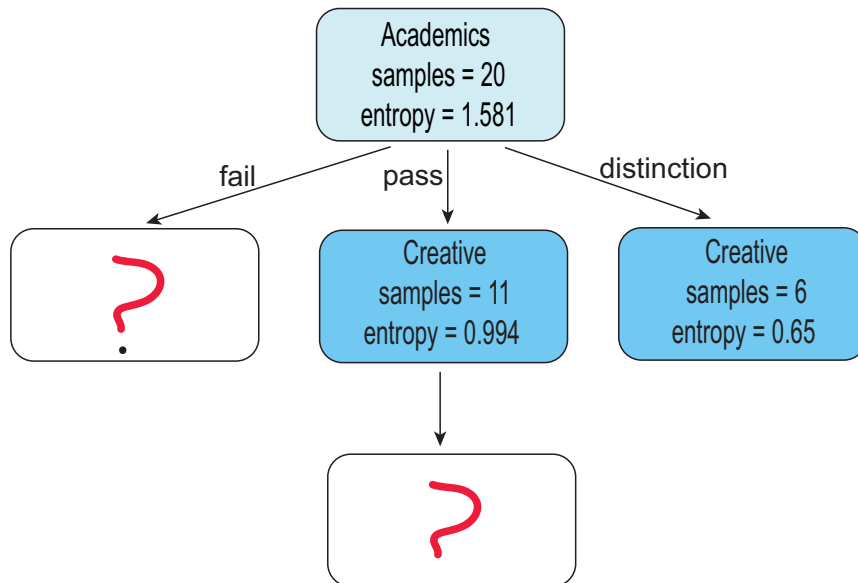 Academics
samples = 20
entropy = 1.581
fail
pass
distinction
?
Creative
samples = 11
entropy = 0.994
Creative
samples = 6
entropy = 0.65
?